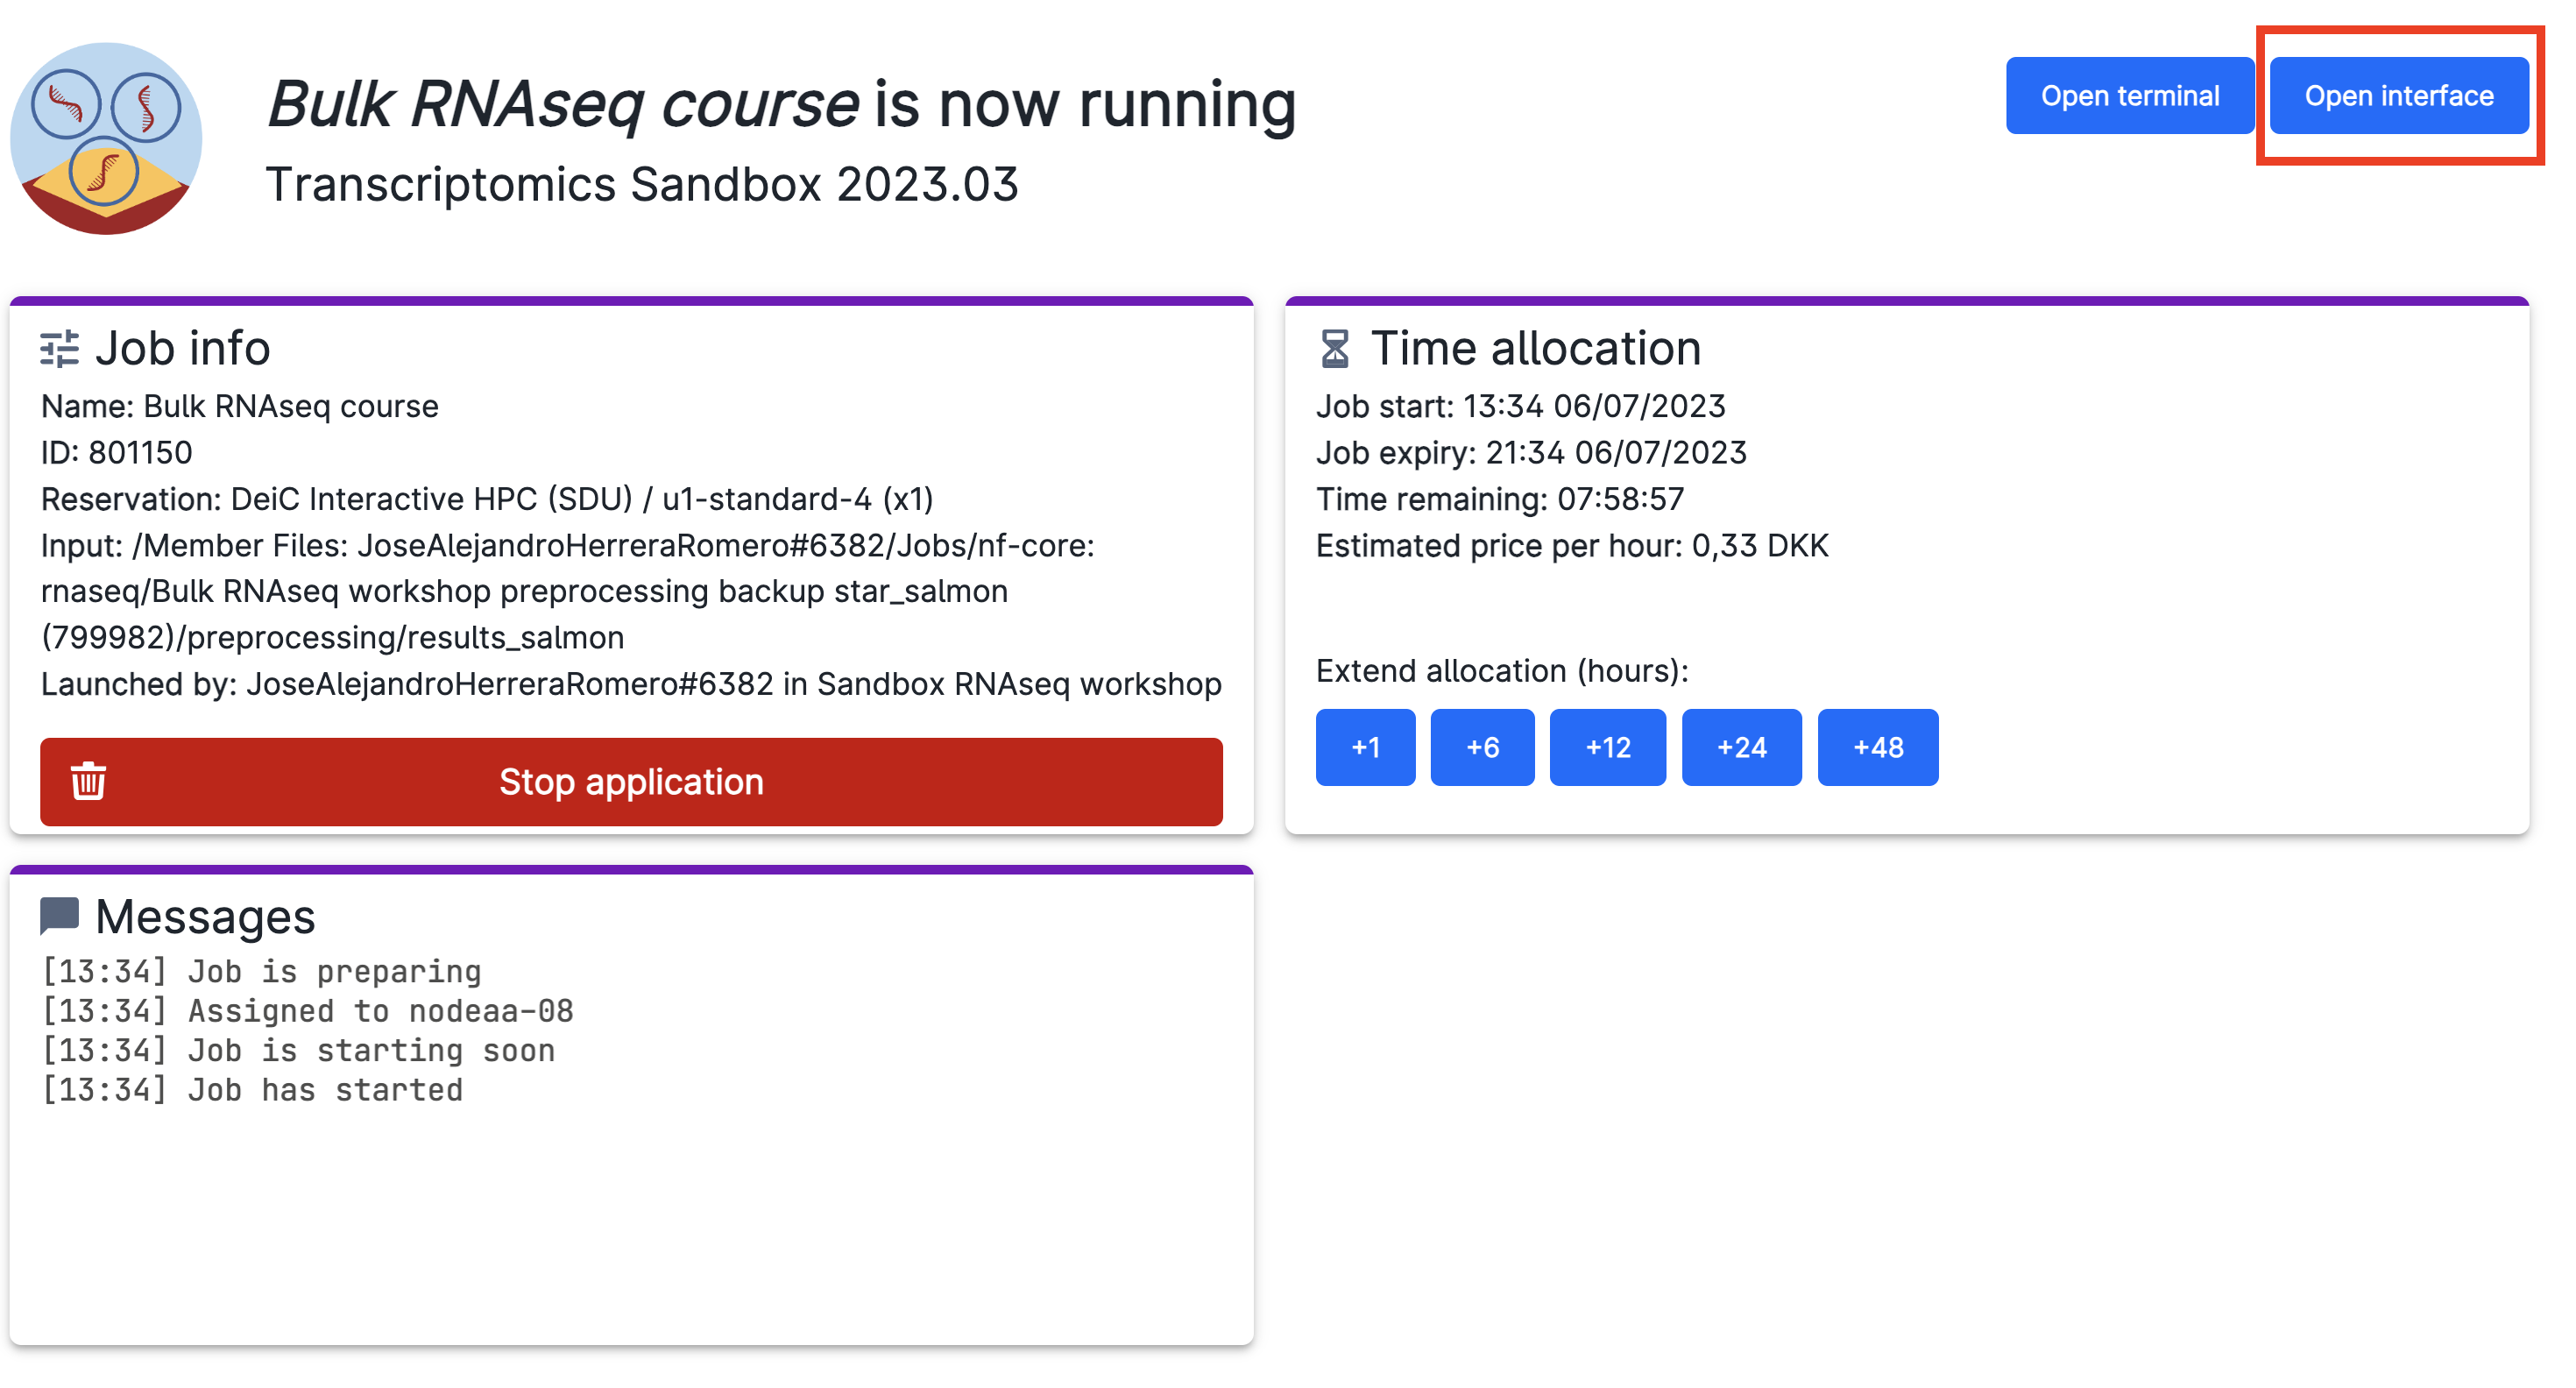 Bulk RNAseq course is now running
Transcriptomics Sandbox 2023.03
Open terminal
Open interface
Job info
Name: Bulk RNAseq course
ID: 801150
Reservation: DeiC Interactive HPC (SDU) / u1-standard-4 (x1)
Input: /Member Files: JoseAlejandroHerreraRomero#6382/Jobs/nf-core:
rnaseq/Bulk RNAseq workshop preprocessing backup star_salmon
(799982)/preprocessing/results_salmon
Launched by: JoseAlejandroHerreraRomero#6382 in Sandbox RNAseq workshop
Stop application
Time allocation
Job start: 13:34 06/07/2023
Job expiry: 21:34 06/07/2023
Time remaining: 07:58:57
Estimated price per hour: 0,33 DKK
Extend allocation (hours):
+1
+6
+12
+24
+48
Messages
[13:34] Job is preparing
[13:34] Assigned to nodeaa-08
[13:34] Job is starting soon
[13:34] Job has started